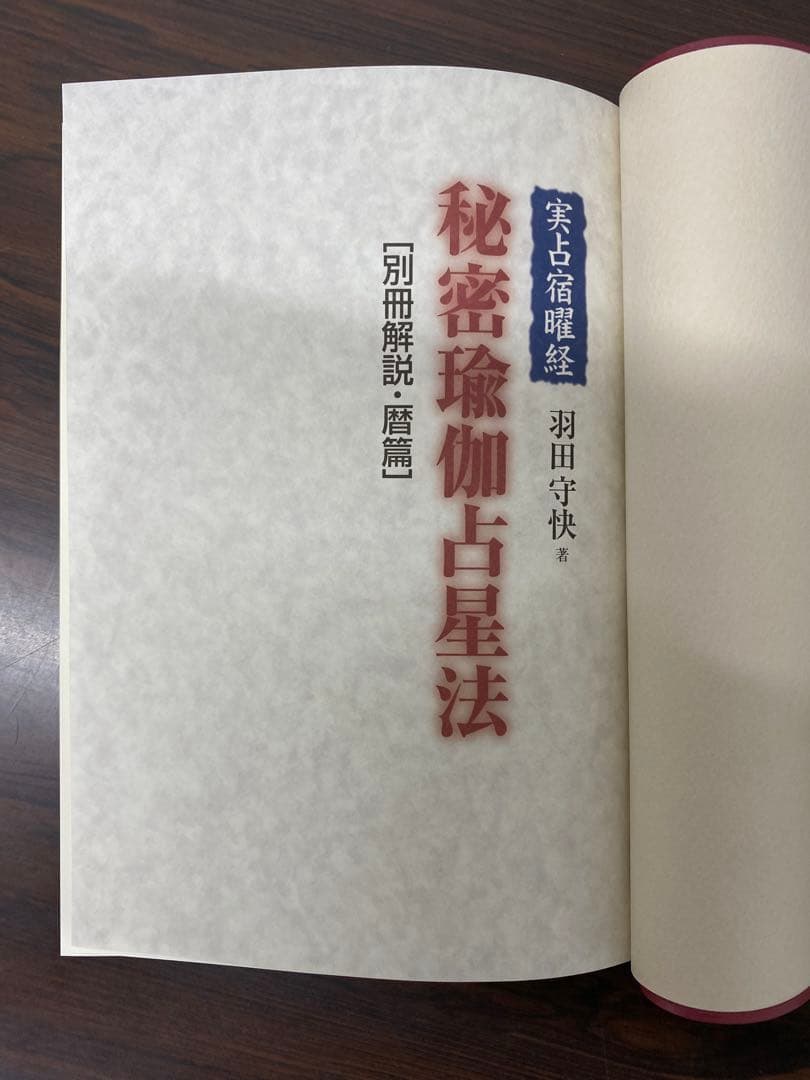 実占宿曜経
羽田守快 著
秘密瑜伽占星法
[別冊解説・暦篇]